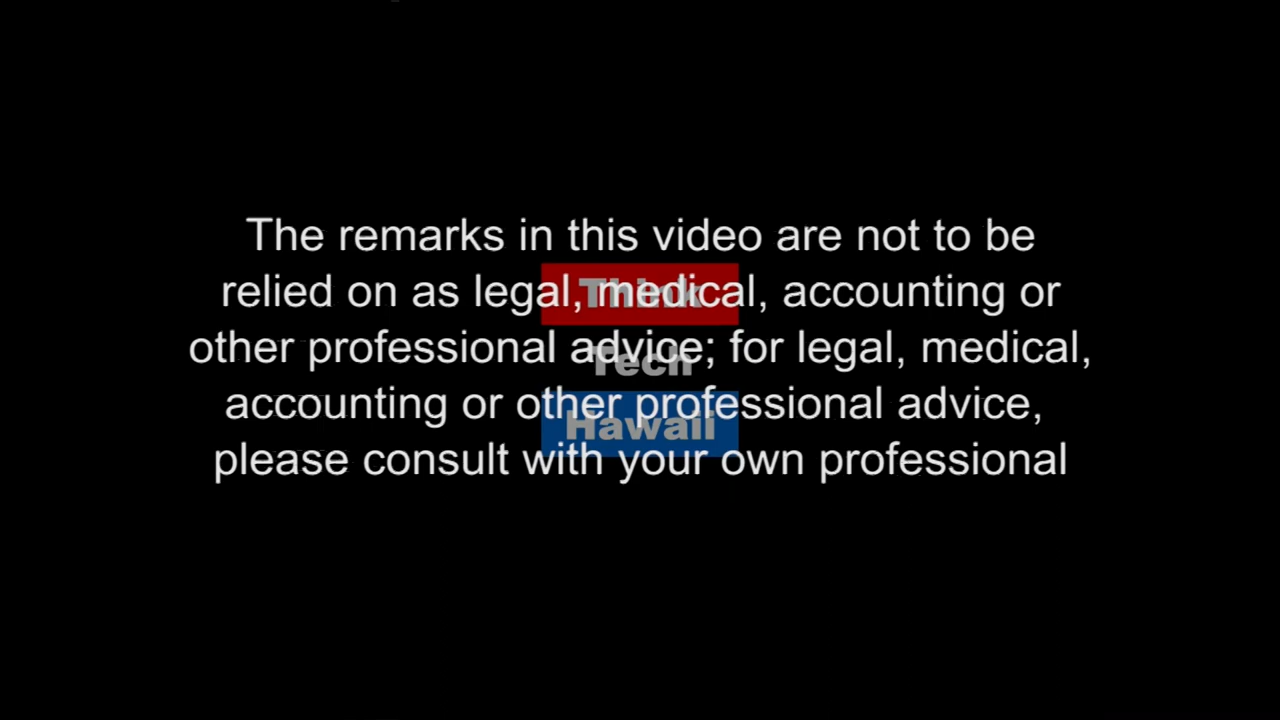 The remarks in this video are not to be
relied on as legal, medical, accounting or
other professional advice; for legal, medical,
accounting or other professional advice,
please consult with your own professional
Think
Tech
Hawaii